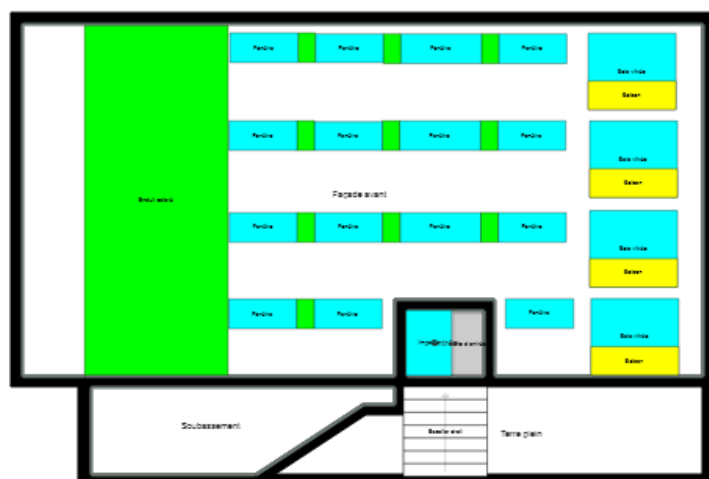 Fenêtre Fenêtre Fenêtre Fenêtre
Baie vitrée
Balcon
Fenêtre Fenêtre Fenêtre Fenêtre
Baie vitrée
Balcon
Façade avant
Fenêtre Fenêtre Fenêtre Fenêtre
Baie vitrée
Balcon
Fenêtre Fenêtre Fenêtre
Baie vitrée
Balcon
Soubassement
Escalier droit
Terre plein